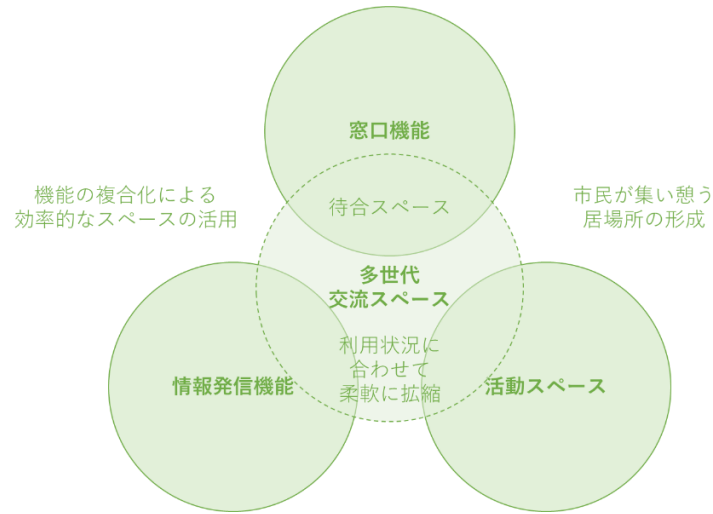 窓口機能
機能の複合化による
効率的なスペースの活用
市民が集い憩う
居場所の形成
待合スペース
多世代
交流スペース
利用状況に
合わせて
柔軟に拡縮
情報発信機能
活動スペース